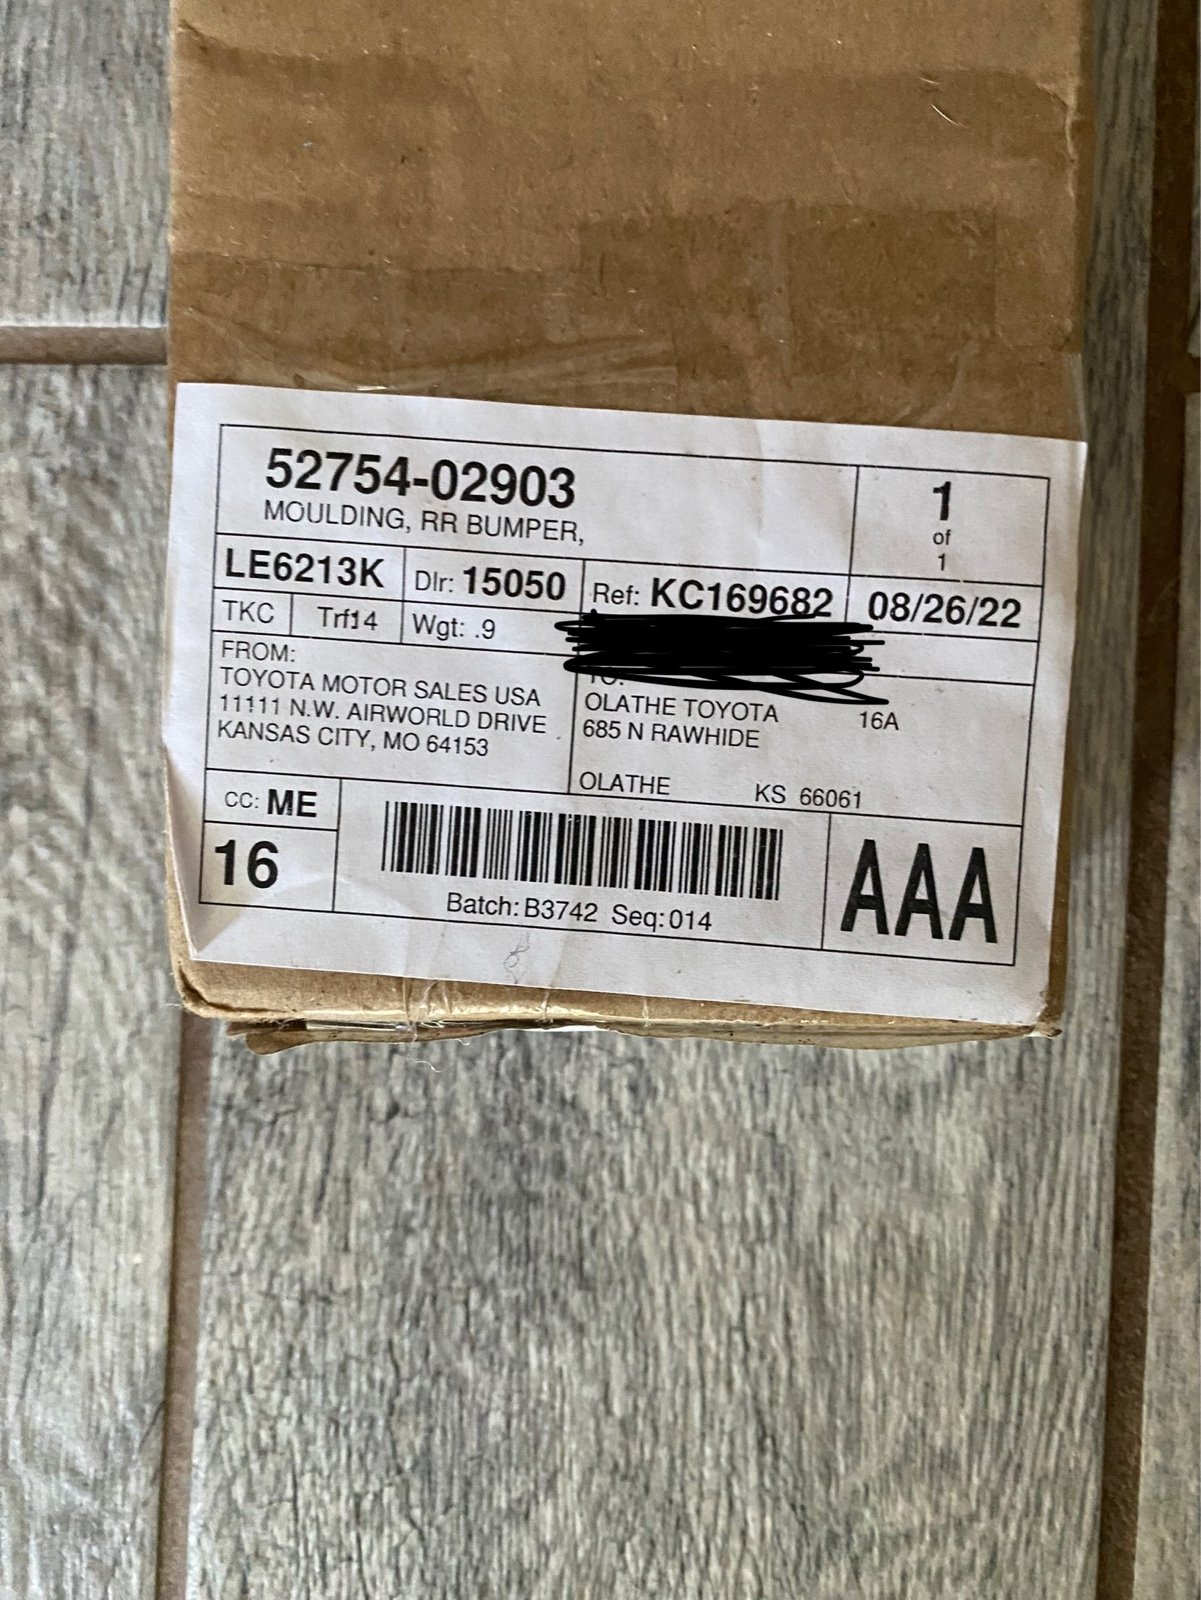 52754-02903
MOULDING, RR BUMPER,
1
of
1
LE6213K
Dlr: 15050
Ref: KC169682
08/26/22
TKC
Trf14
Wgt: .9
FROM:
TOYOTA MOTOR SALES USA
11111 N.W. AIRWORLD DRIVE
KANSAS CITY, MO 64153
TO:
OLATHE TOYOTA 16A
685 N RAWHIDE
OLATHE KS 66061
CC: ME
16
Batch: B3742 Seq: 014
AAA